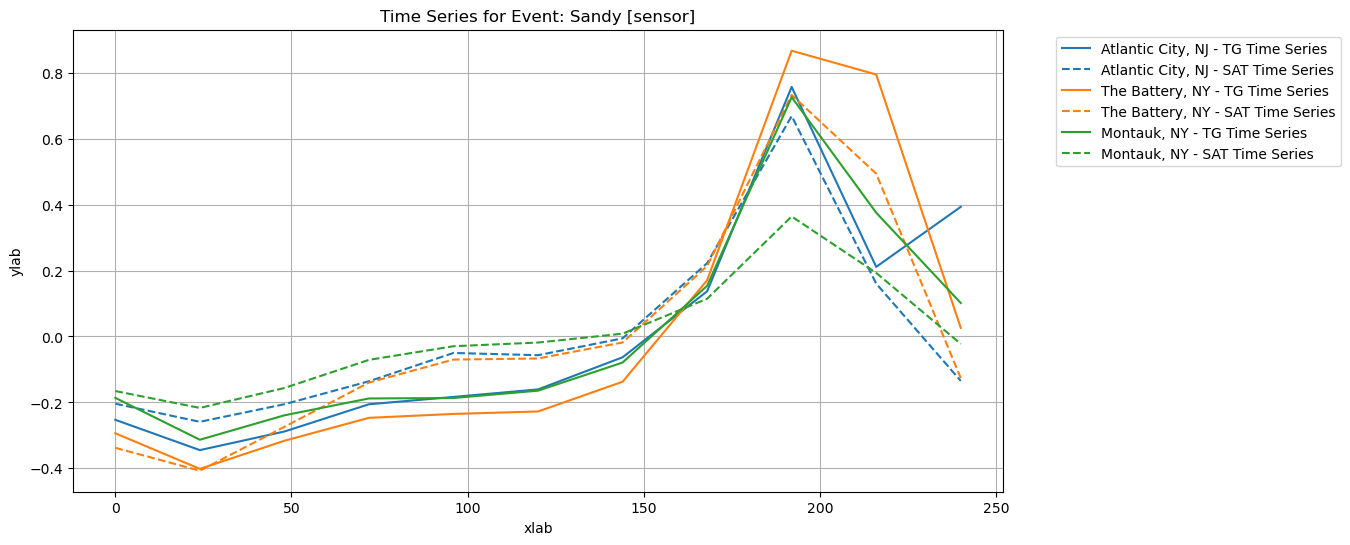 Time Series for Event: Sandy [sensor]
ylab
0.8
0.6
0.4
0.2
0.0
−0.2
−0.4
0
50
100
150
200
250
xlab
Atlantic City, NJ - TG Time Series
Atlantic City, NJ - SAT Time Series
The Battery, NY - TG Time Series
The Battery, NY - SAT Time Series
Montauk, NY - TG Time Series
Montauk, NY - SAT Time Series